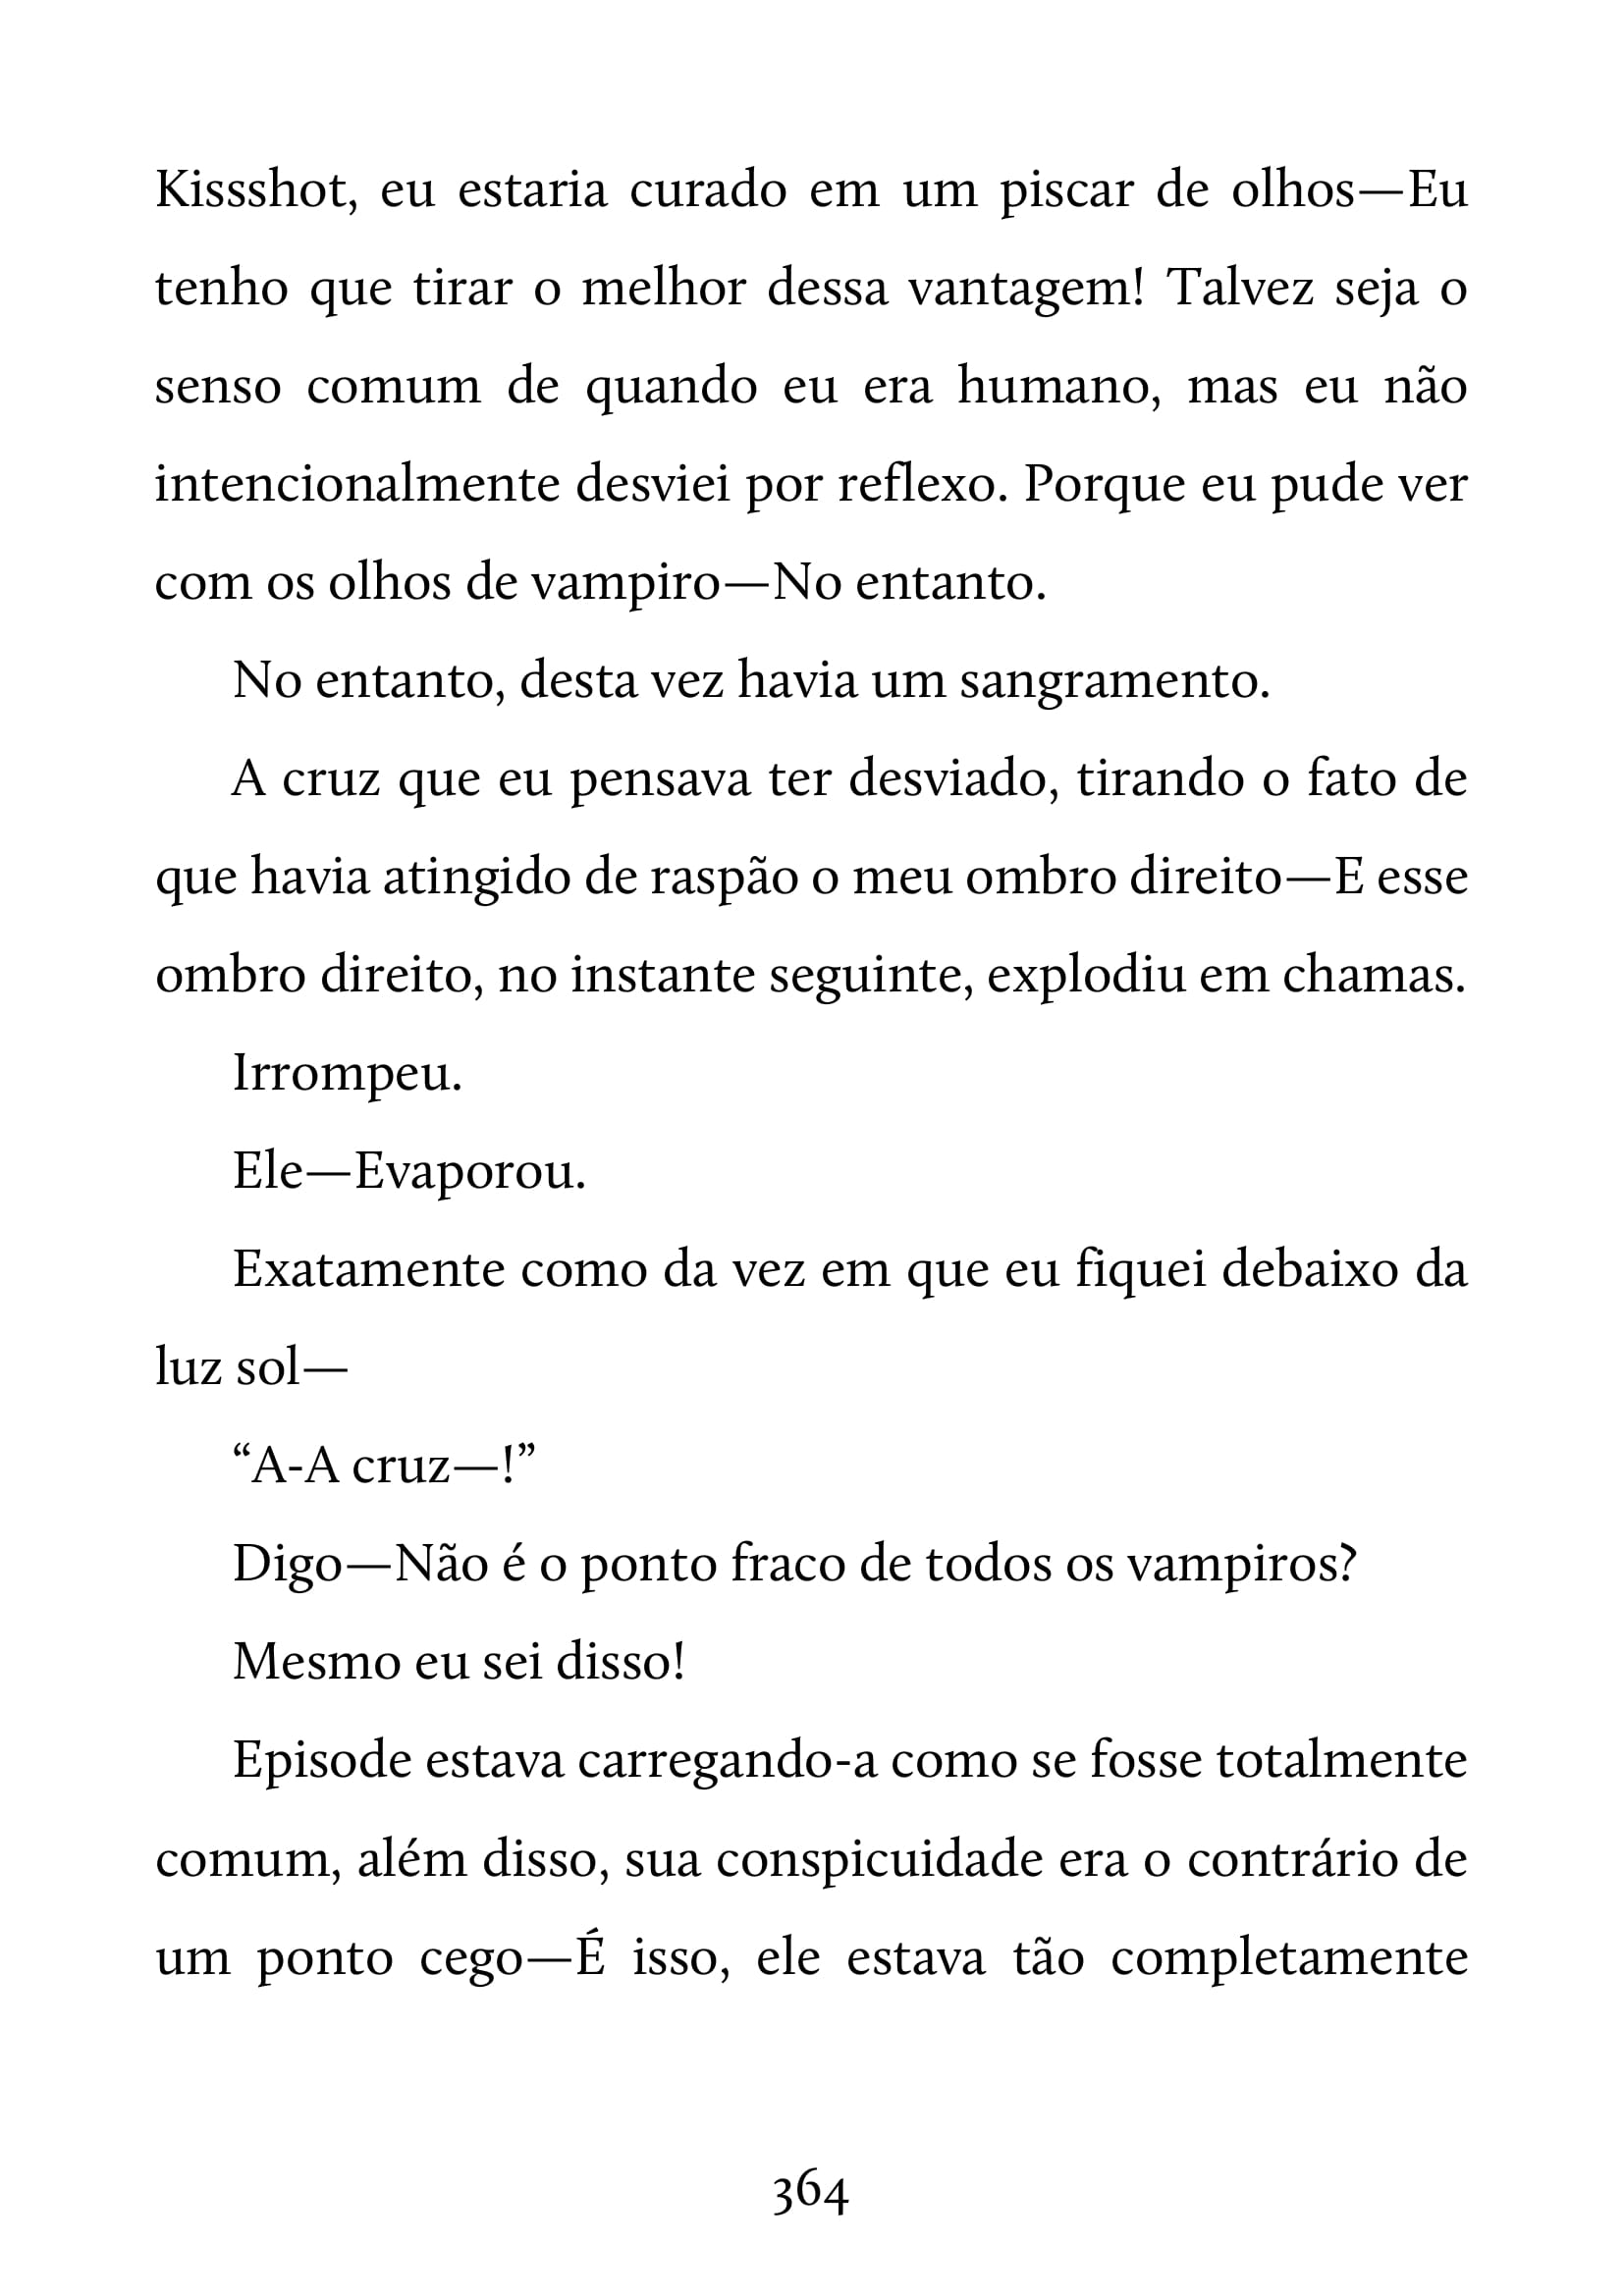 Kissshot, eu estaria curado em um piscar de olhos—Eu
tenho que tirar o melhor dessa vantagem! Talvez seja o
senso comum de quando eu era humano, mas eu não
intencionalmente desviei por reflexo. Porque eu pude ver
com os olhos de vampiro—No entanto.
No entanto, desta vez havia um sangramento.
A cruz que eu pensava ter desviado, tirando o fato de
que havia atingido de raspão o meu ombro direito—E esse
ombro direito, no instante seguinte, explodiu em chamas.
Irrompeu.
Ele—Evaporou.
Exatamente como da vez em que eu fiquei debaixo da
luz sol—
“A-A cruz—!”
Digo—Não é o ponto fraco de todos os vampiros?
Mesmo eu sei disso!
Episode estava carregando-a como se fosse totalmente
comum, além disso, sua conspicuidade era o contrário de
um ponto cego—É isso, ele estava tão completamente
364